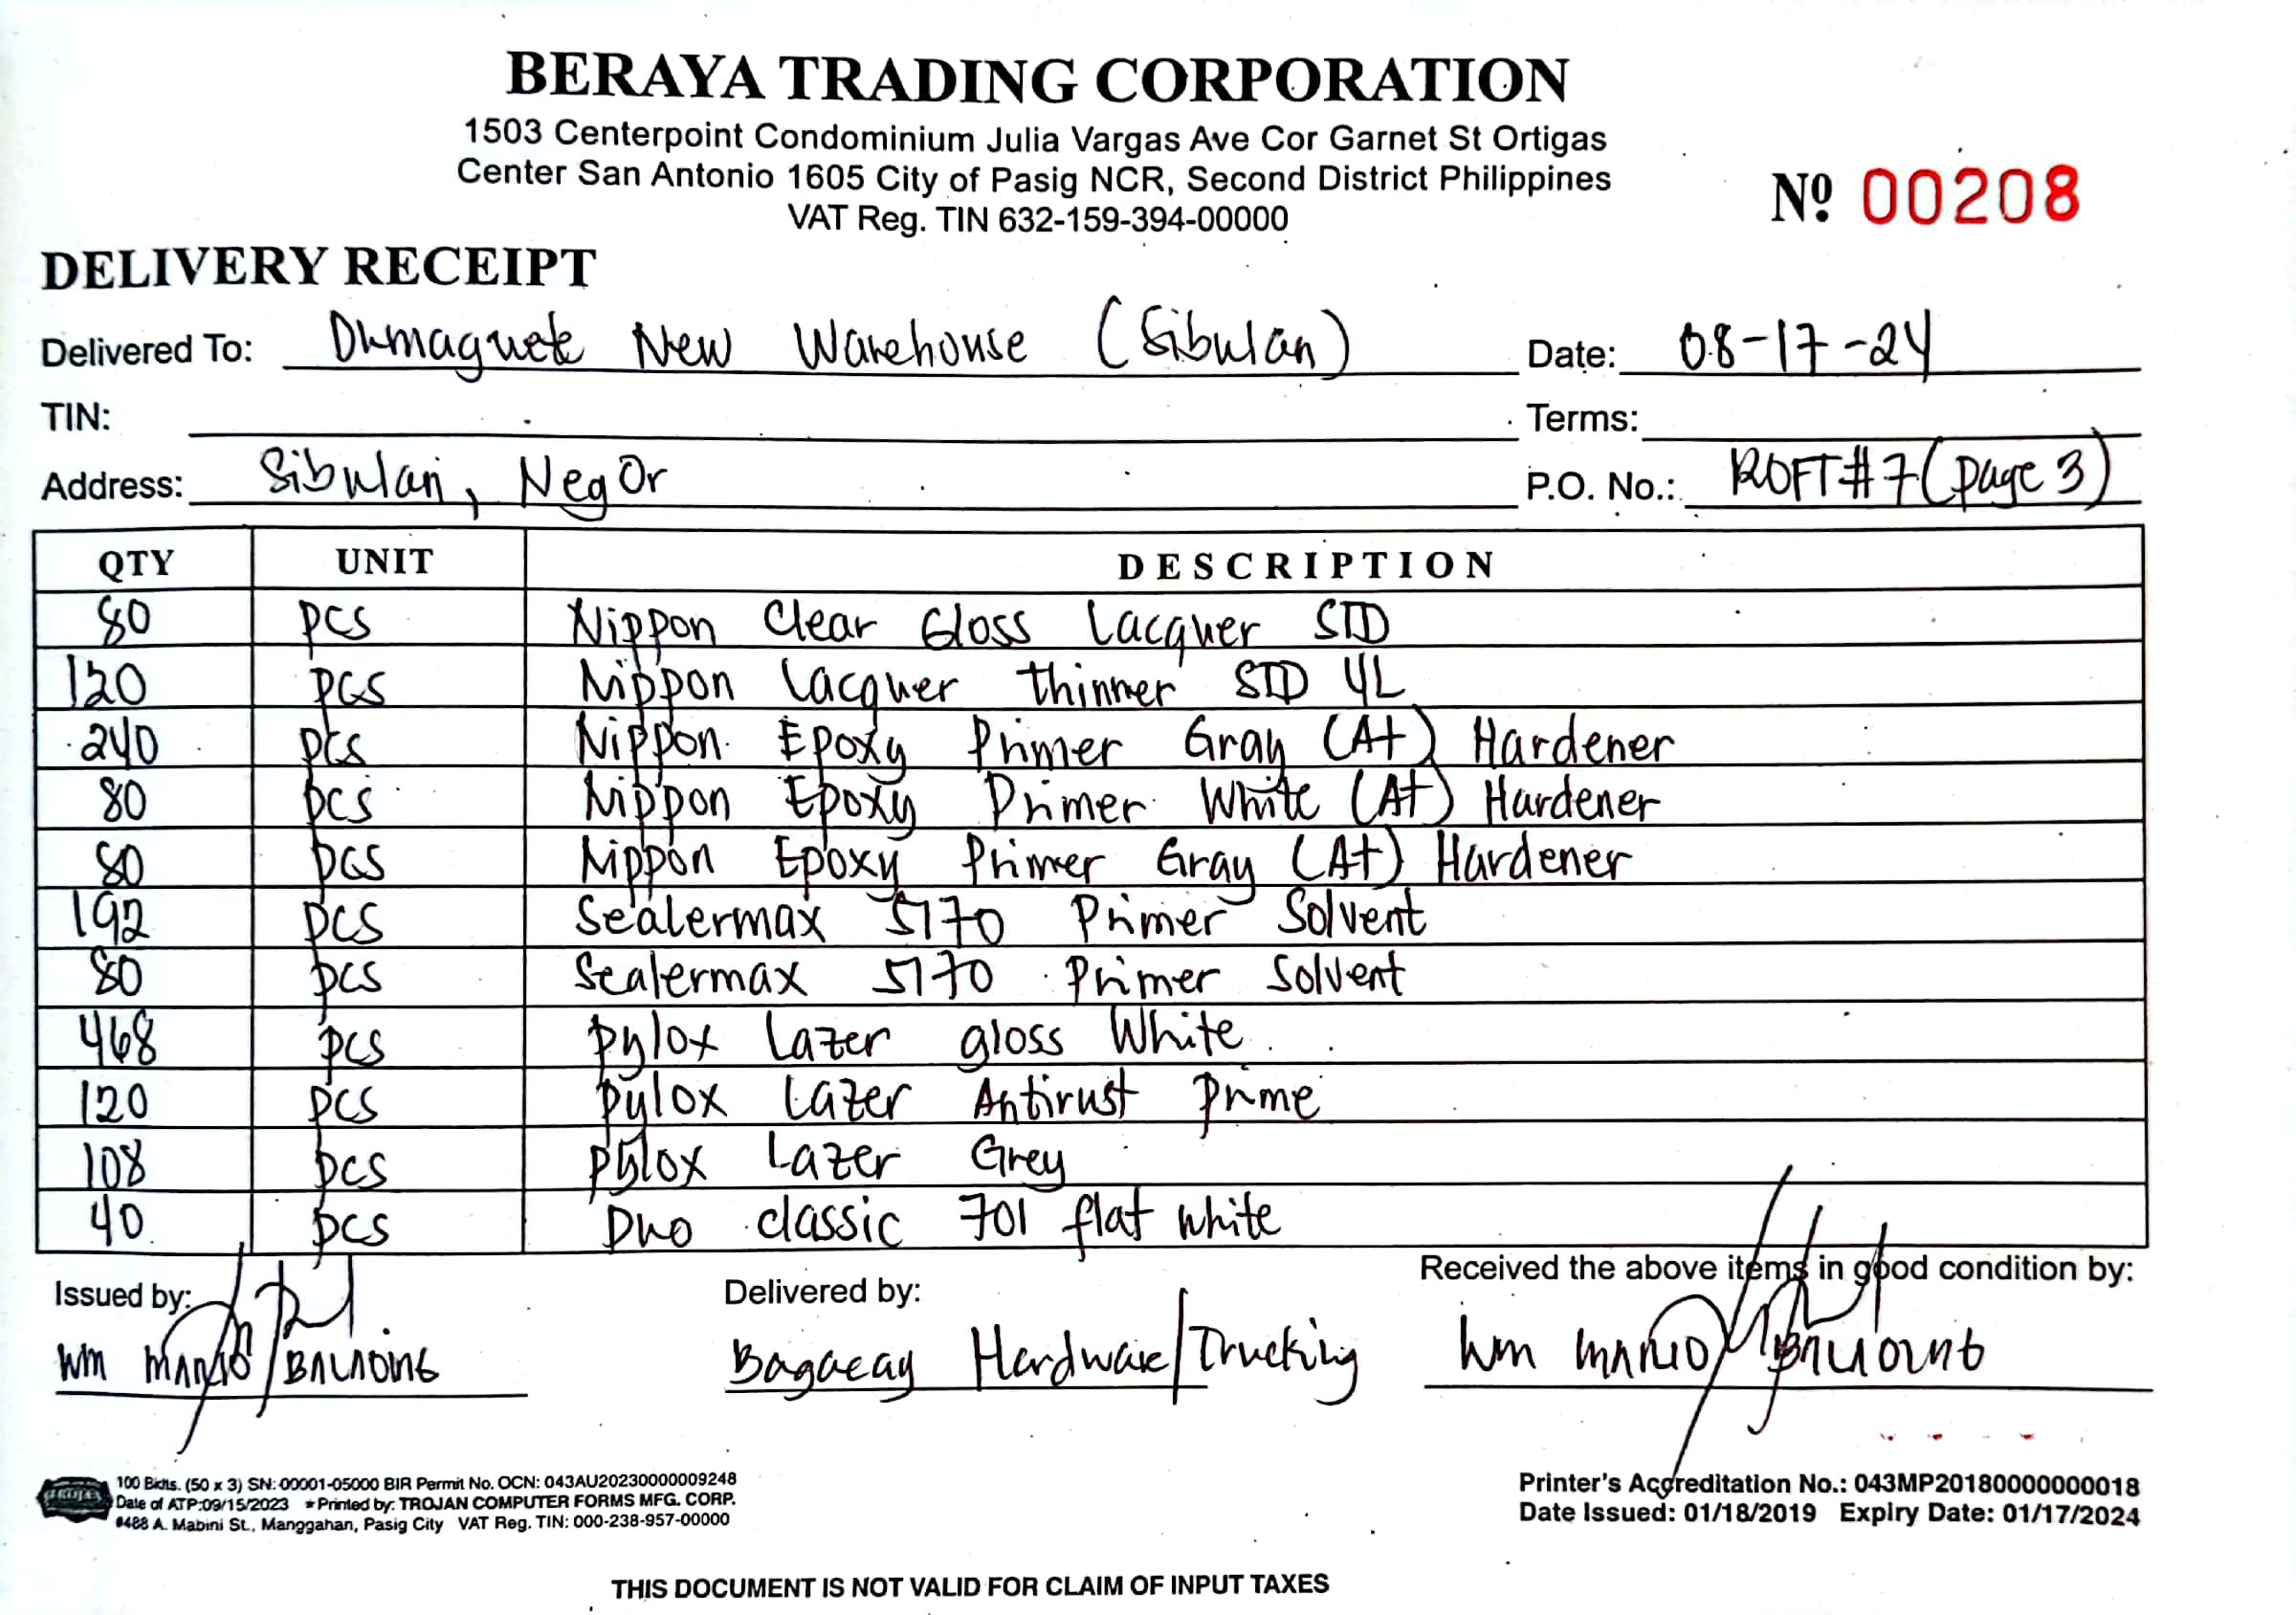 BERAYA TRADING CORPORATION
1503 Centerpoint Condominium Julia Vargas Ave Cor Garnet St Ortigas
Center San Antonio 1605 City of Pasig NCR, Second District Philippines
VAT Reg. TIN 632-159-394-00000
Nº 00208
DELIVERY RECEIPT
Delivered To: Dumaguete New Warehouse (Sibulan) Date: 08-17-24
TIN: Terms:
Address: Sibulan, NegOr P.O. No.: ROFT#7(page 3)
QTY UNIT DESCRIPTION
80 pcs Nippon Clear Gloss Lacquer STD
120 pcs Nippon Lacquer thinner STD 4L
240 pcs Nippon Epoxy Primer Gray (A+) Hardener
80 pcs Nippon Epoxy Primer White (A+) Hardener
80 pcs Nippon Epoxy Primer Gray (A+) Hardener
192 pcs Sealermax 5170 Primer Solvent
80 pcs Sealermax 5170 Primer Solvent
468 pcs Pylox Lazer gloss White
120 pcs Pylox Lazer Antirust Prime
108 pcs Pylox Lazer Grey
40 pcs Duo classic 701 flat white
Issued by: Delivered by: Received the above items in good condition by:
WM MARIO / BALADING Bagacay Hardware/Trucking WM MARIO /
100 Bklts. (50 x 3) SN: 00001-05000 BIR Permit No. OCN: 043AU20230000009248
Date of ATP:09/15/2023 * Printed by: TROJAN COMPUTER FORMS MFG. CORP.
#488 A. Mabini St., Manggahan, Pasig City VAT Reg. TIN: 000-238-957-00000
Printer's Accreditation No.: 043MP20180000000018
Date Issued: 01/18/2019 Expiry Date: 01/17/2024
THIS DOCUMENT IS NOT VALID FOR CLAIM OF INPUT TAXES